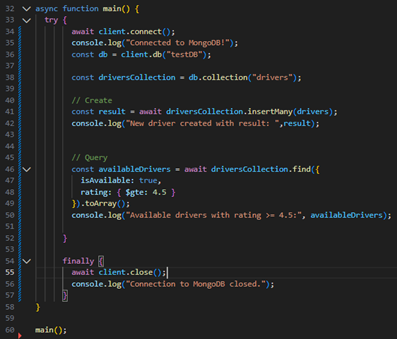 32 async function main() {
33 try {
34 await client.connect();
35 console.log("Connected to MongoDB!");
36 const db = client.db("testDB");
37
38 const driversCollection = db.collection("drivers");
39
40 // Create
41 const result = await driversCollection.insertMany(drivers);
42 console.log("New driver created with result: ",result);
43
44
45 // Query
46 const availableDrivers = await driversCollection.find({
47 isAvailable: true,
48 rating: { $gte: 4.5 }
49 }).toArray();
50 console.log("Available drivers with rating >= 4.5:", availableDrivers);
51
52 }
53
54 finally {
55 await client.close();
56 console.log("Connection to MongoDB closed.");
57 }
58 }
59
60 main();